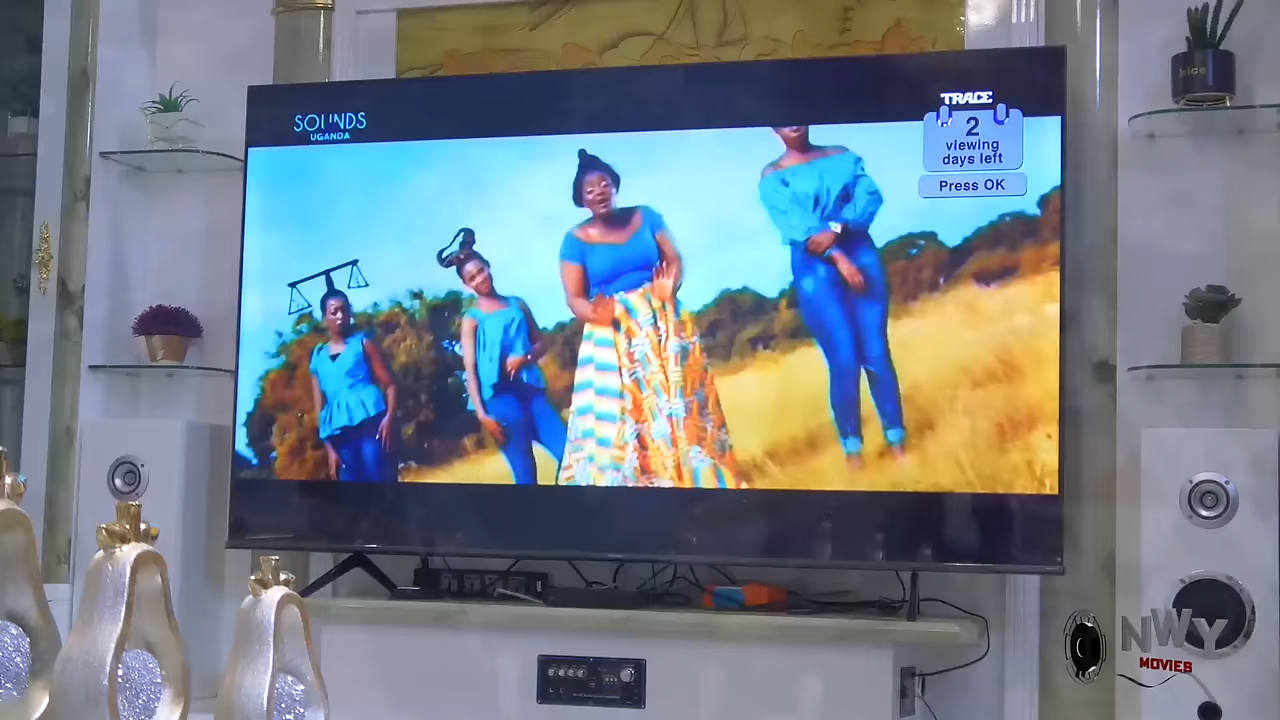 SOUNDS
UGANDA
TRACE
2
viewing
days left
Press OK
NWY
MOVIES